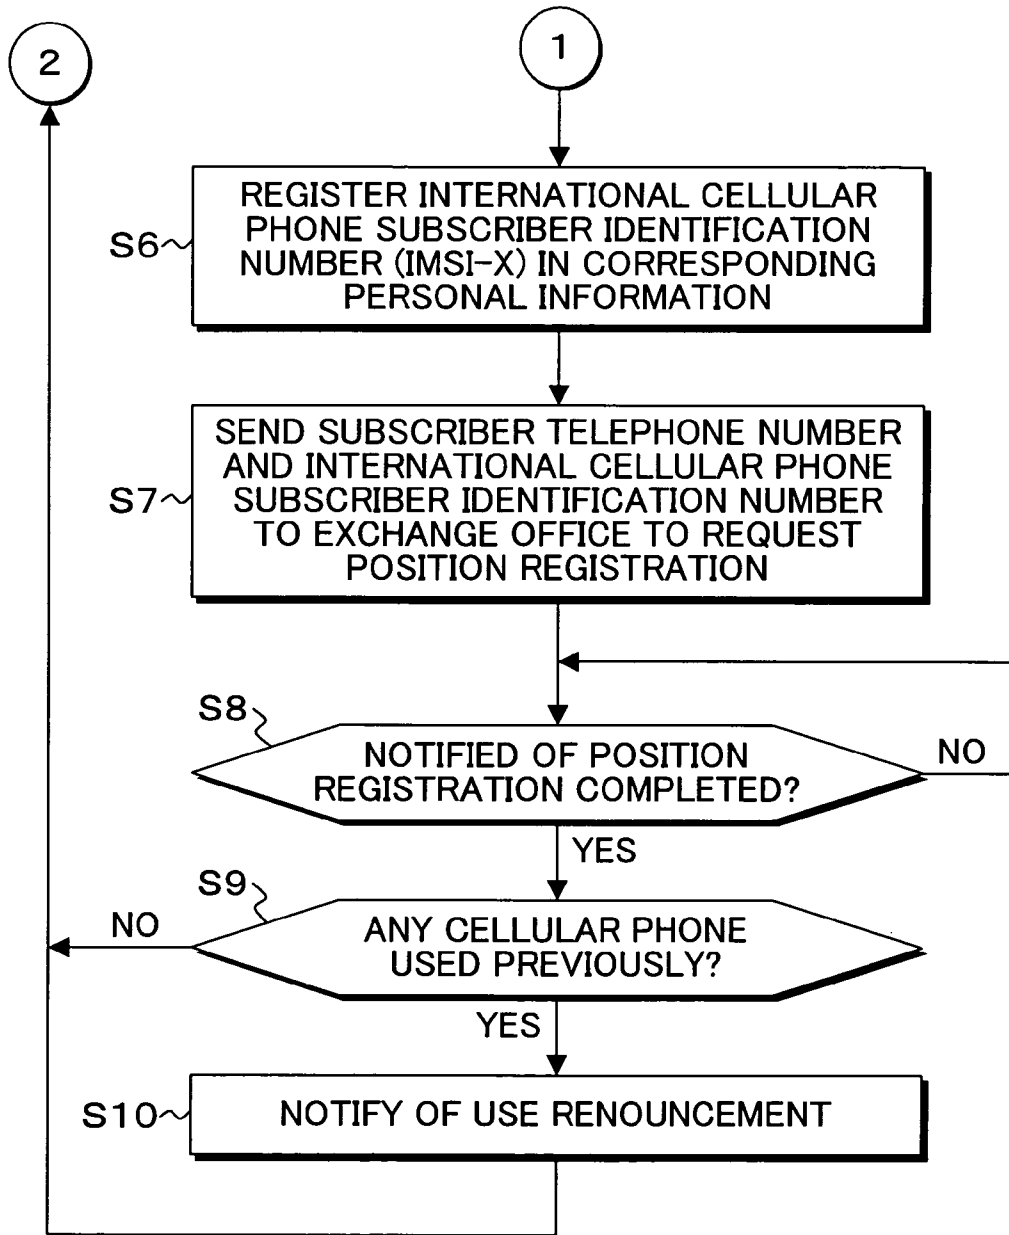 2
1
S6
REGISTER INTERNATIONAL CELLULAR
PHONE SUBSCRIBER IDENTIFICATION
NUMBER (IMSI-X) IN CORRESPONDING
PERSONAL INFORMATION
S7
SEND SUBSCRIBER TELEPHONE NUMBER
AND INTERNATIONAL CELLULAR PHONE
SUBSCRIBER IDENTIFICATION NUMBER
TO EXCHANGE OFFICE TO REQUEST
POSITION REGISTRATION
S8
NOTIFIED OF POSITION
REGISTRATION COMPLETED?
NO
YES
S9
NO
ANY CELLULAR PHONE
USED PREVIOUSLY?
YES
S10
NOTIFY OF USE RENOUNCEMENT